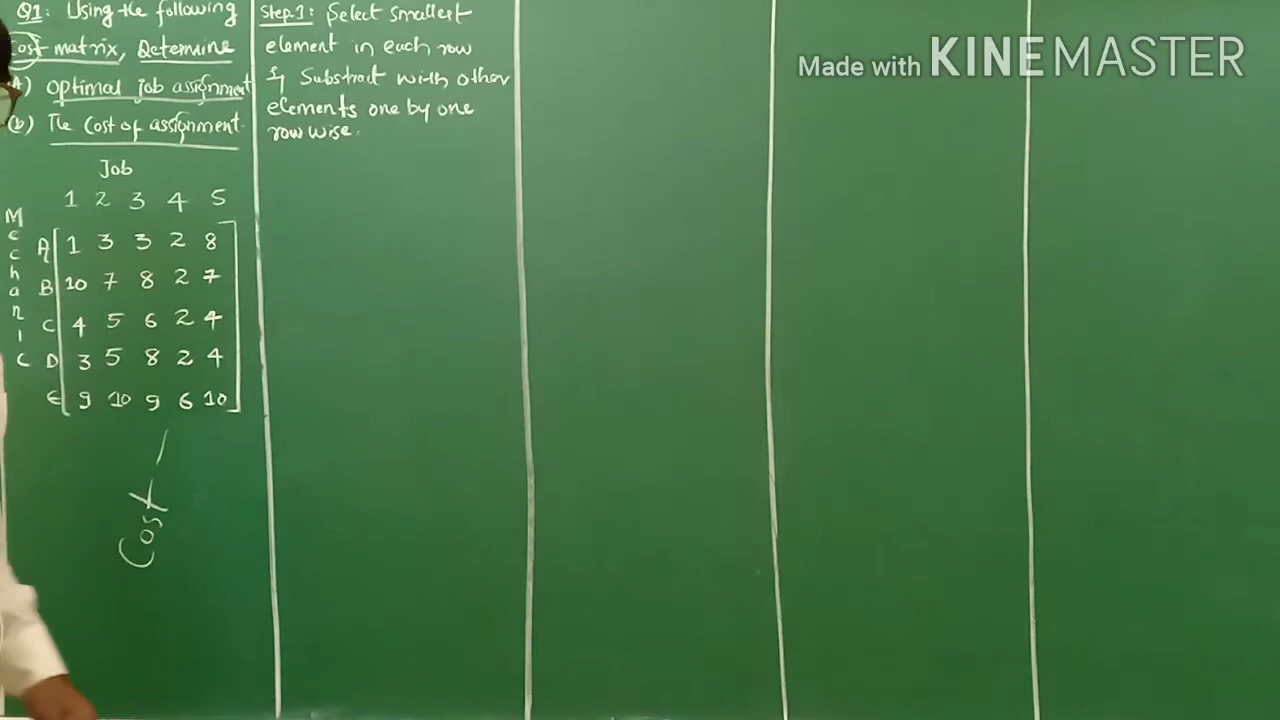 Q1: Using the following
Cost matrix, Determine
A) optimal job assignment
(b) The Cost of assignment.
Job
1 2 3 4 5
Mechanic
A 1 3 3 2 8
B 10 7 8 2 7
C 4 5 6 2 4
D 3 5 8 2 4
E 9 10 9 6 10
Cost
Step.1: Select smallest
element in each row
& Substract with other
elements one by one
row wise.
Made with KINEMASTER